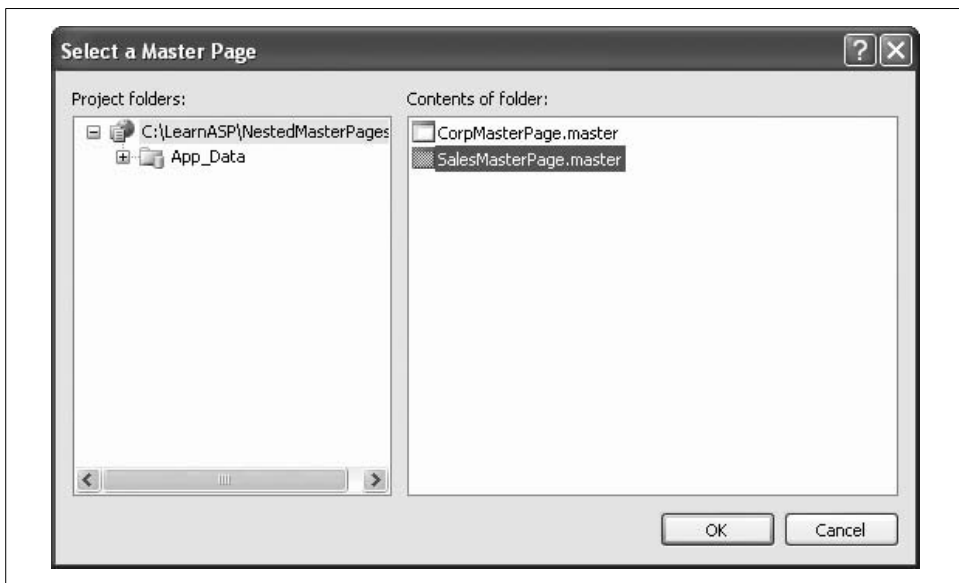 Select a Master Page
Project folders:
C:\LearnASP\NestedMasterPages
App_Data
Contents of folder:
CorpMasterPage.master
SalesMasterPage.master
OK
Cancel